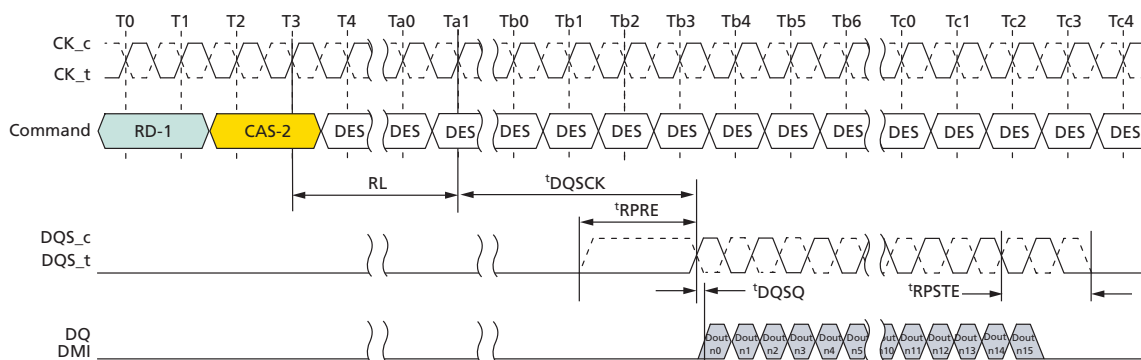 T0 T1 T2 T3 T4 Ta0 Ta1 Tb0 Tb1 Tb2 Tb3 Tb4 Tb5 Tb6 Tc0 Tc1 Tc2 Tc3 Tc4
CK_c
CK_t
Command RD-1 CAS-2 DES DES DES DES DES DES DES DES DES DES DES DES DES DES DES
RL tDQSCK
tRPRE
DQS_c
DQS_t
tDQSQ tRPSTE
DQ Dout Dout Dout Dout Dout Dout Dout Dout Dout Dout Dout Dout
DMI n0 n1 n2 n3 n4 n5 n10 n11 n12 n13 n14 n15